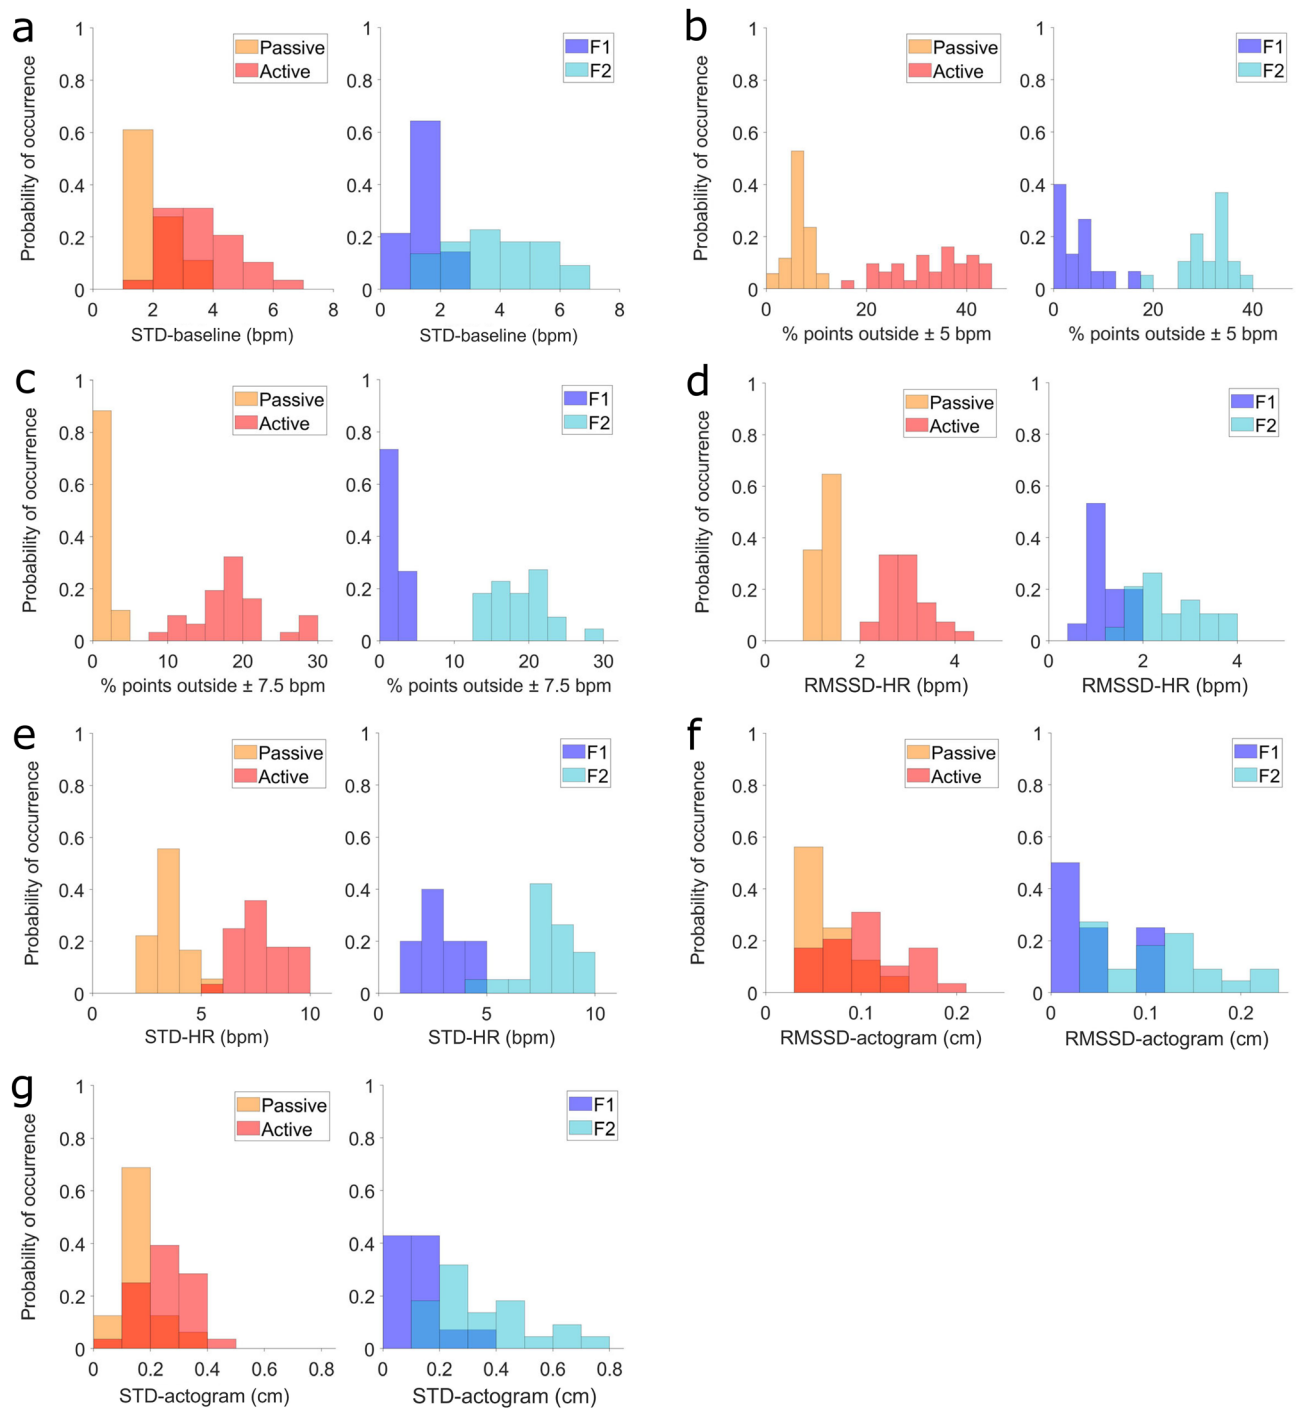 a
Probability of occurrence
1
0.8
0.6
0.4
0.2
0
0 2 4 6 8
STD-baseline (bpm)
Passive
Active
1
0.8
0.6
0.4
0.2
0
0 2 4 6 8
STD-baseline (bpm)
F1
F2
b
Probability of occurrence
1
0.8
0.6
0.4
0.2
0
0 20 40
% points outside ± 5 bpm
Passive
Active
1
0.8
0.6
0.4
0.2
0
0 20 40
% points outside ± 5 bpm
F1
F2
c
Probability of occurrence
1
0.8
0.6
0.4
0.2
0
0 10 20 30
% points outside ± 7.5 bpm
Passive
Active
1
0.8
0.6
0.4
0.2
0
0 10 20 30
% points outside ± 7.5 bpm
F1
F2
d
Probability of occurrence
1
0.8
0.6
0.4
0.2
0
0 2 4
RMSSD-HR (bpm)
Passive
Active
1
0.8
0.6
0.4
0.2
0
0 2 4
RMSSD-HR (bpm)
F1
F2
e
Probability of occurrence
1
0.8
0.6
0.4
0.2
0
0 5 10
STD-HR (bpm)
Passive
Active
1
0.8
0.6
0.4
0.2
0
0 5 10
STD-HR (bpm)
F1
F2
f
Probability of occurrence
1
0.8
0.6
0.4
0.2
0
0 0.1 0.2
RMSSD-actogram (cm)
Passive
Active
1
0.8
0.6
0.4
0.2
0
0 0.1 0.2
RMSSD-actogram (cm)
F1
F2
g
Probability of occurrence
1
0.8
0.6
0.4
0.2
0
0 0.2 0.4 0.6 0.8
STD-actogram (cm)
Passive
Active
1
0.8
0.6
0.4
0.2
0
0 0.2 0.4 0.6 0.8
STD-actogram (cm)
F1
F2